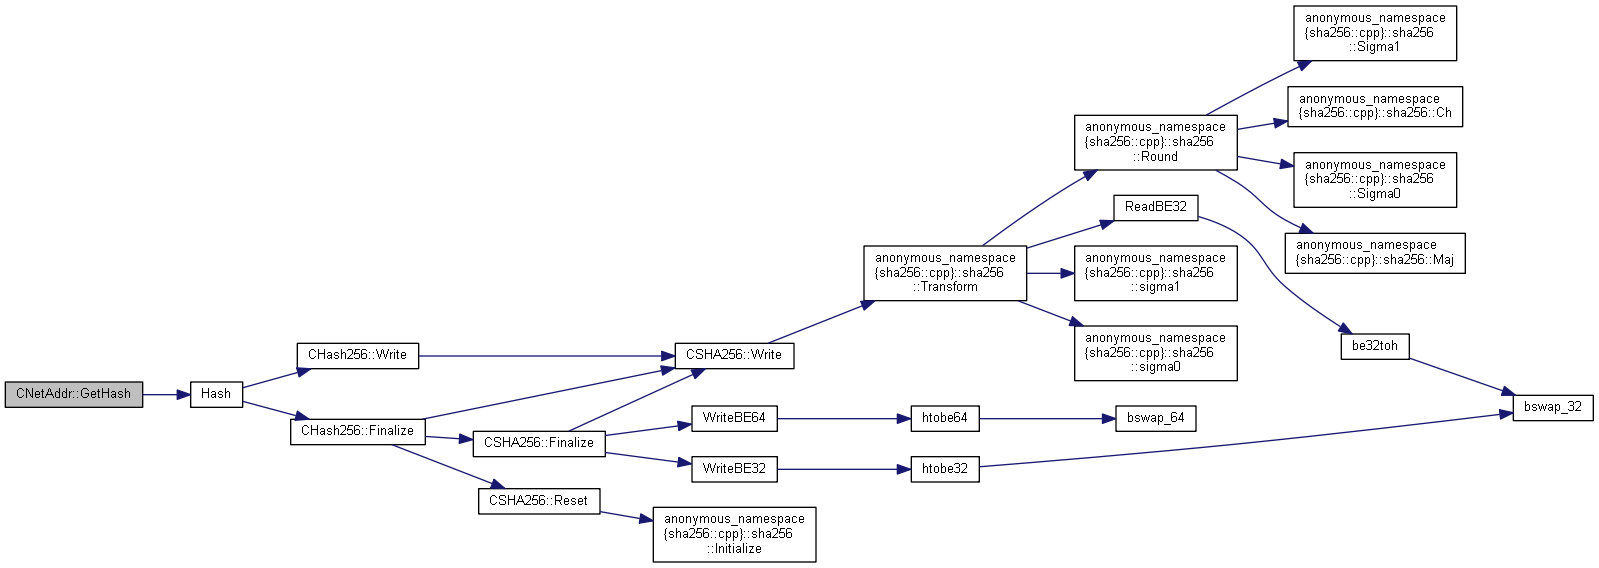 CNetAddr::GetHash
Hash
CHash256::Write
CHash256::Finalize
CSHA256::Write
CSHA256::Finalize
CSHA256::Reset
anonymous_namespace
{sha256::cpp}::sha256
::Transform
WriteBE64
WriteBE32
anonymous_namespace
{sha256::cpp}::sha256
::Initialize
htobe64
htobe32
anonymous_namespace
{sha256::cpp}::sha256
::Round
ReadBE32
anonymous_namespace
{sha256::cpp}::sha256
::sigma1
anonymous_namespace
{sha256::cpp}::sha256
::sigma0
bswap_64
anonymous_namespace
{sha256::cpp}::sha256
::Sigma1
anonymous_namespace
{sha256::cpp}::sha256::Ch
anonymous_namespace
{sha256::cpp}::sha256
::Sigma0
anonymous_namespace
{sha256::cpp}::sha256::Maj
be32toh
bswap_32